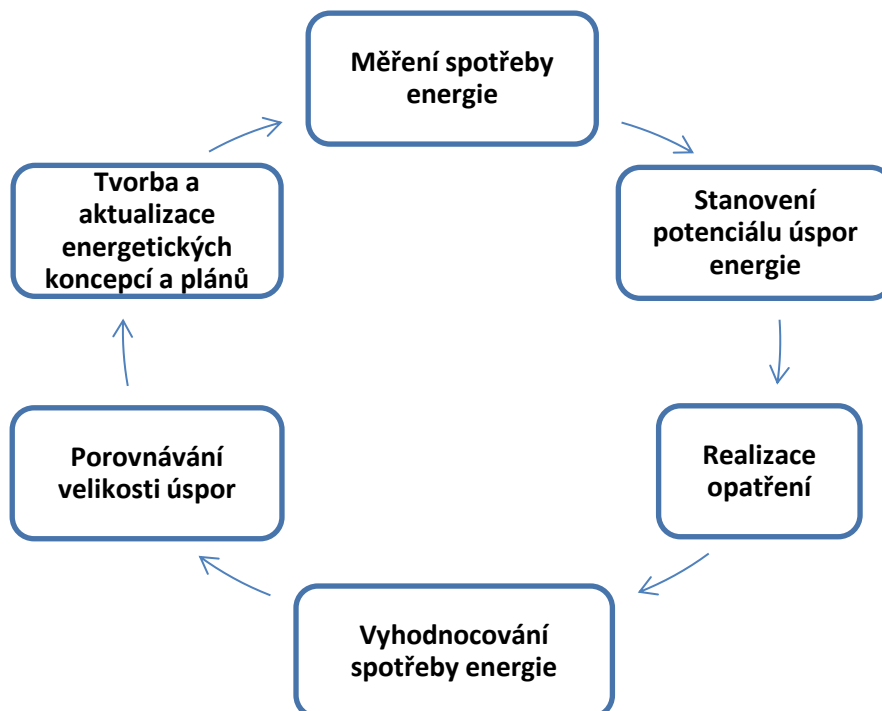 Měření spotřeby
energie
Stanovení
potenciálu úspor
energie
Realizace
opatření
Vyhodnocování
spotřeby energie
Porovnávání
velikosti úspor
Tvorba a
aktualizace
energetických
koncepcí a plánů